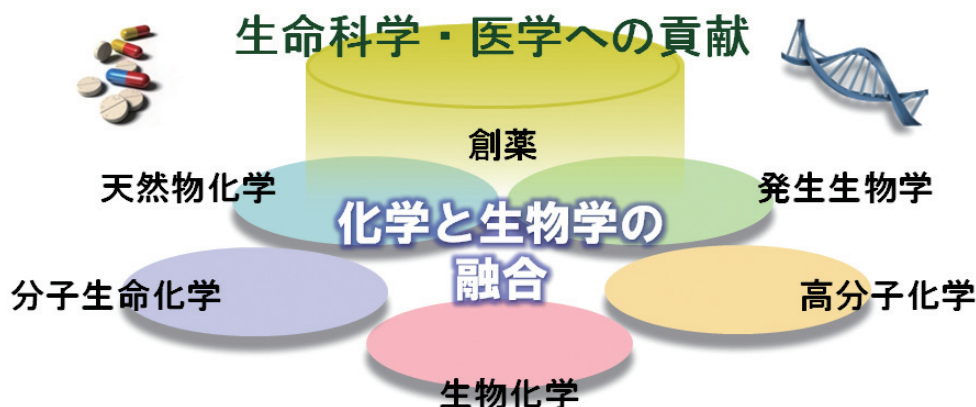 生命科学・医学への貢献
創薬
天然物化学
発生生物学
化学と生物学の
融合
分子生命化学
高分子化学
生物化学